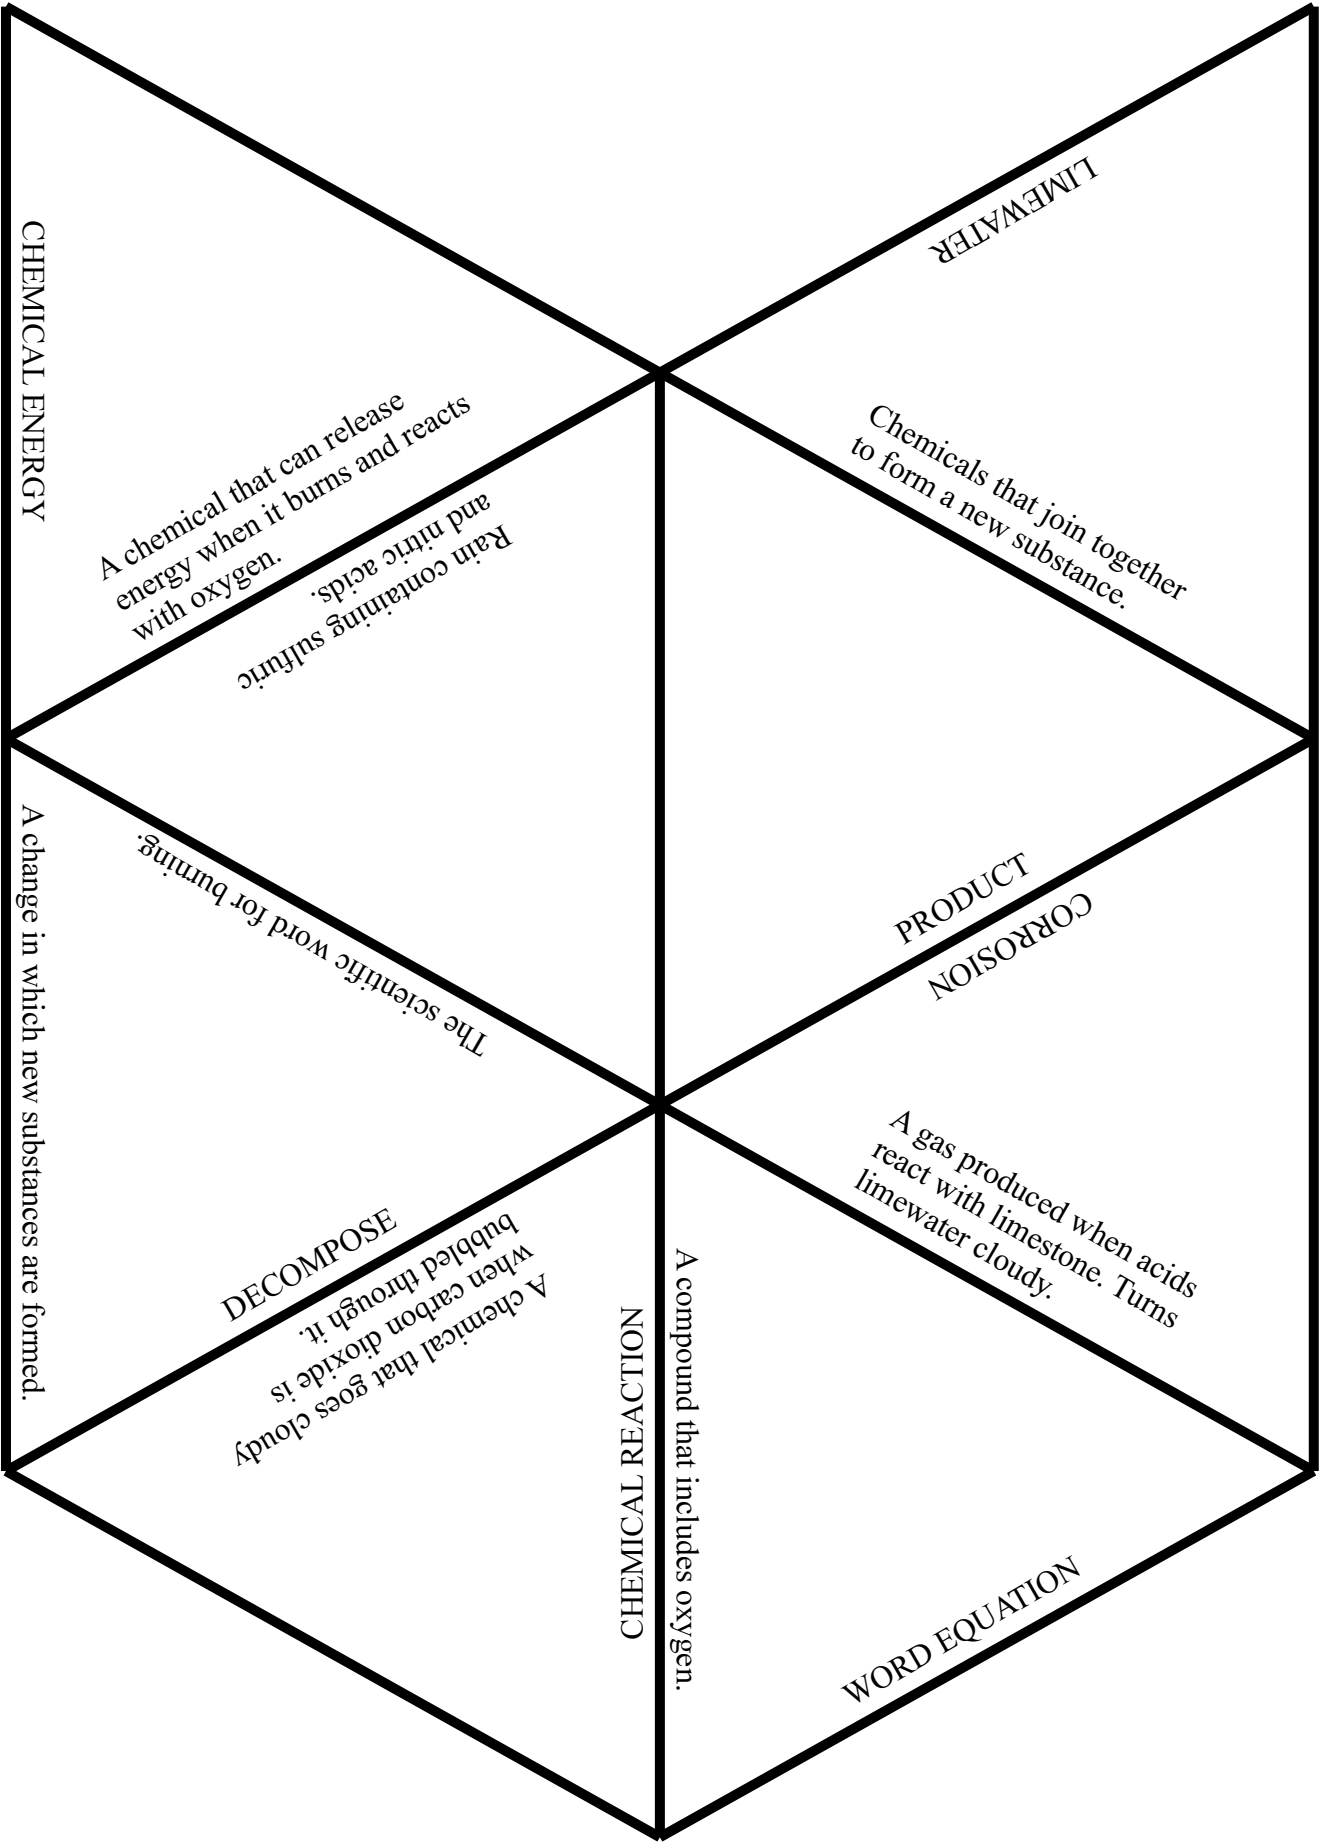 LIMEWATER
CHEMICAL ENERGY
A chemical that can release
energy when it burns and reacts
with oxygen.
Chemicals that join together
to form a new substance.
Rain containing sulfuric
and nitric acids.
A change in which new substances are formed.
The scientific word for burning.
PRODUCT
CORROSION
DECOMPOSE
A gas produced when acids
react with limestone. Turns
limewater cloudy.
A chemical that goes cloudy
when carbon dioxide is
bubbled through it.
CHEMICAL REACTION
A compound that includes oxygen.
WORD EQUATION